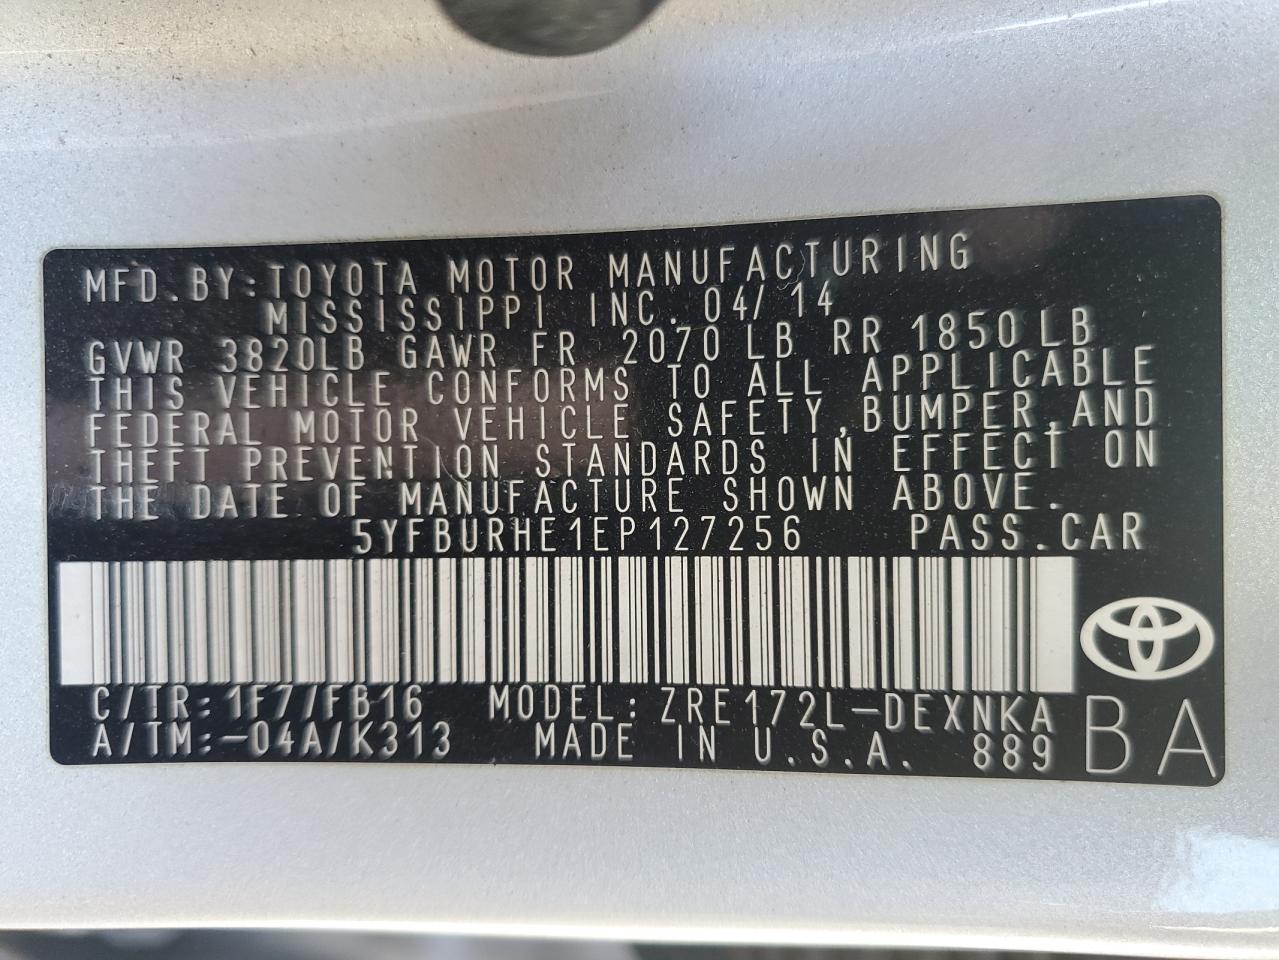 MFD.BY:TOYOTA MOTOR MANUFACTURING
MISSISSIPPI INC. 04/14
GVWR 3820LB GAWR FR 2070 LB RR 1850LB
THIS VEHICLE CONFORMS TO ALL APPLICABLE
FEDERAL MOTOR VEHICLE SAFETY,BUMPER,AND
THEFT PREVENTION STANDARDS IN EFFECT ON
THE DATE OF MANUFACTURE SHOWN ABOVE.
5YFBURHE1EP127256 PASS.CAR
C/TR:1F7/FB16 MODEL:ZRE172L-DEXNKA
A/TM:-04A/K313 MADE IN U.S.A. 889
BA